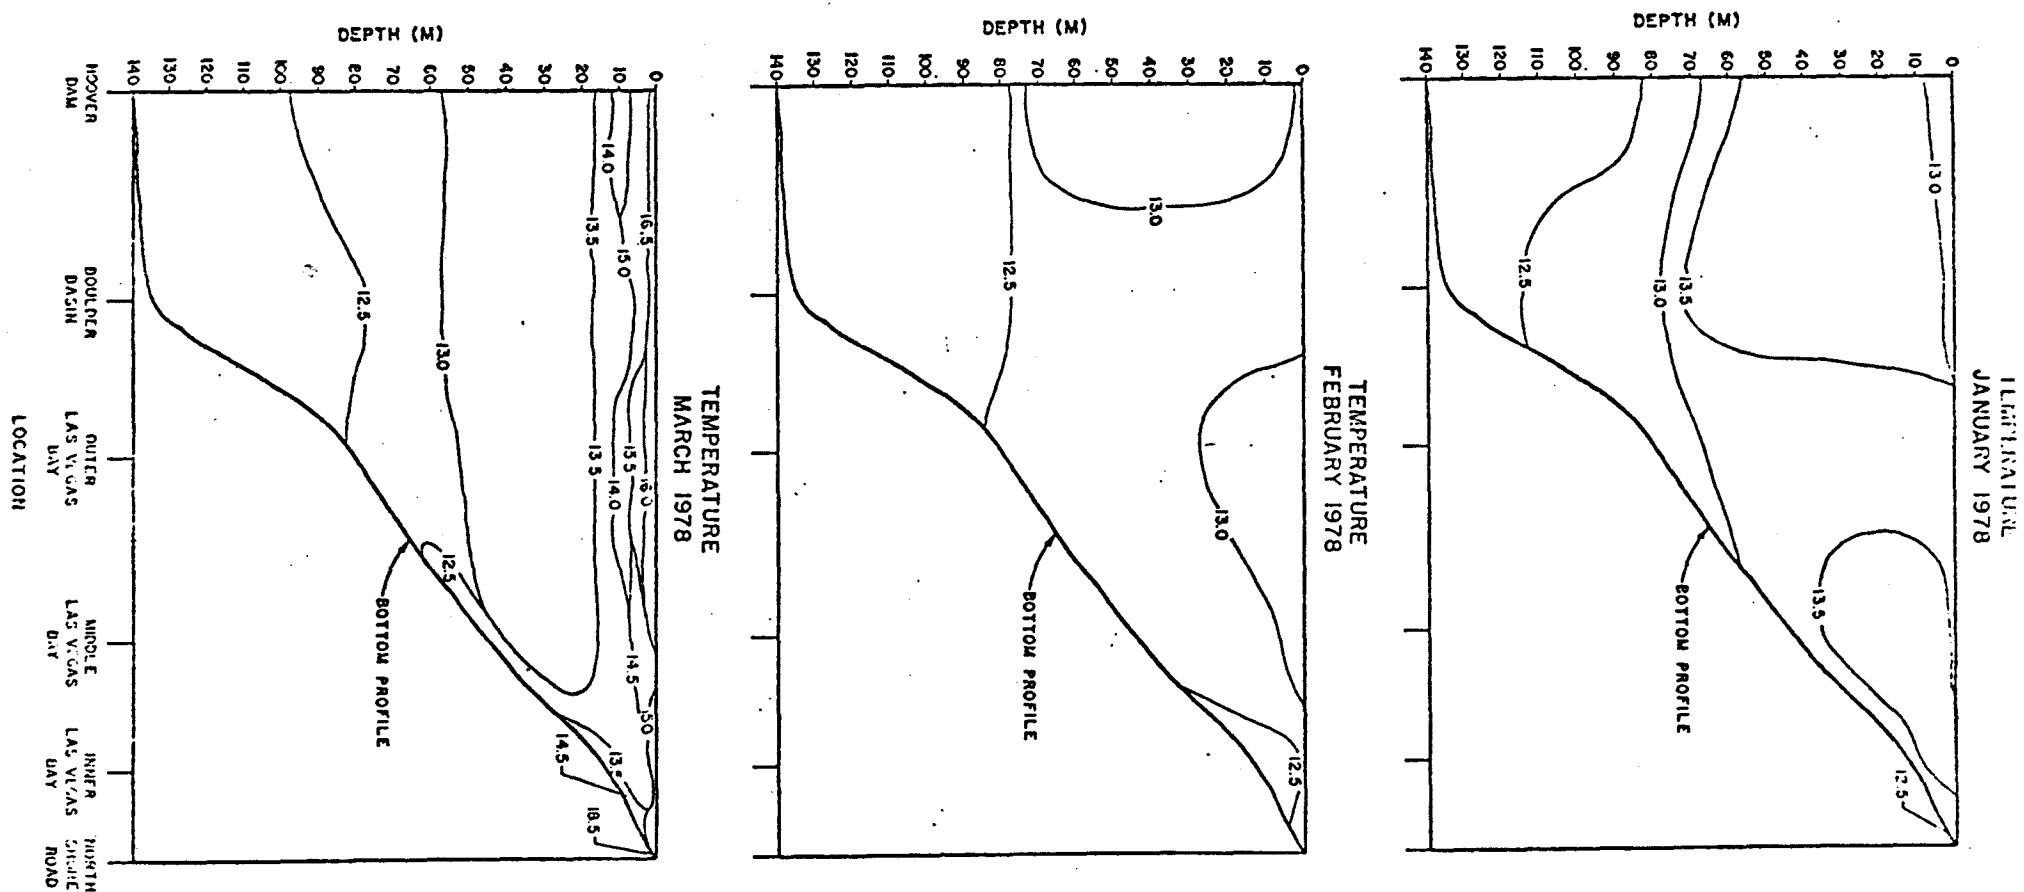 TEMPERATURE
JANUARY 1978
DEPTH (M)
0
10
20
30
40
50
60
70
80
90
100
110
120
130
140
13.0
13.5
13.0
12.5
13.5
12.5
BOTTOM PROFILE
TEMPERATURE
FEBRUARY 1978
DEPTH (M)
0
10
20
30
40
50
60
70
80
90
100
110
120
130
140
13.0
12.5
13.0
12.5
BOTTOM PROFILE
TEMPERATURE
MARCH 1978
DEPTH (M)
0
10
20
30
40
50
60
70
80
90
100
110
120
130
140
16.5
16.0
15.0
15.0
15.5
14.0
14.0
14.5
13.5
13.5
13.5
14.5
18.5
13.0
12.5
12.5
BOTTOM PROFILE
HOOVER
DAM
BOULDER
BASIN
OUTER
LAS VEGAS
BAY
MIDDLE
LAS VEGAS
BAY
INNER
LAS VEGAS
BAY
NORTH
SHORE
ROAD
LOCATION